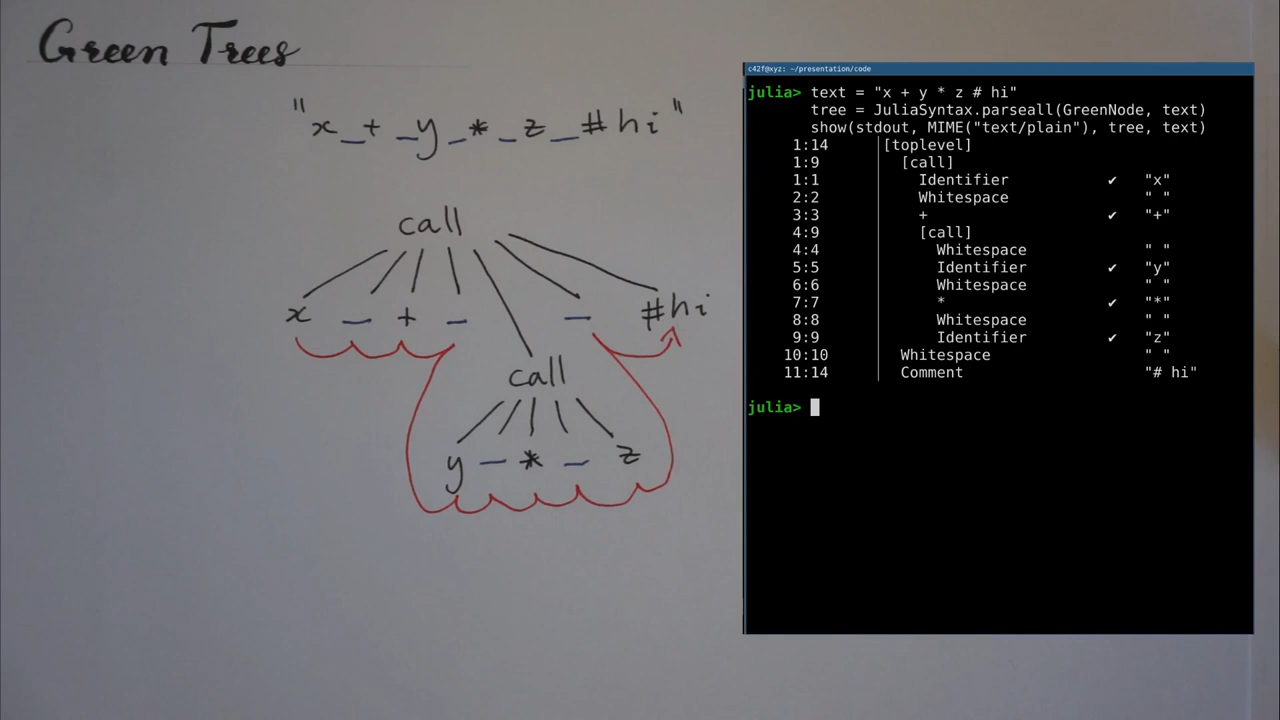 Green Trees
"x_+_y_*_z_#hi"
call
x _ + _ _ #hi
call
y _ * _ z
c42f@xyz: ~/presentation/code
julia> text = "x + y * z # hi"
tree = JuliaSyntax.parseall(GreenNode, text)
show(stdout, MIME("text/plain"), tree, text)
1:14 │[toplevel]
1:9 │ [call]
1:1 │ Identifier ✔ "x"
2:2 │ Whitespace " "
3:3 │ + ✔ "+"
4:9 │ [call]
4:4 │ Whitespace " "
5:5 │ Identifier ✔ "y"
6:6 │ Whitespace " "
7:7 │ * ✔ "*"
8:8 │ Whitespace " "
9:9 │ Identifier ✔ "z"
10:10 │ Whitespace " "
11:14 │ Comment "# hi"
julia>